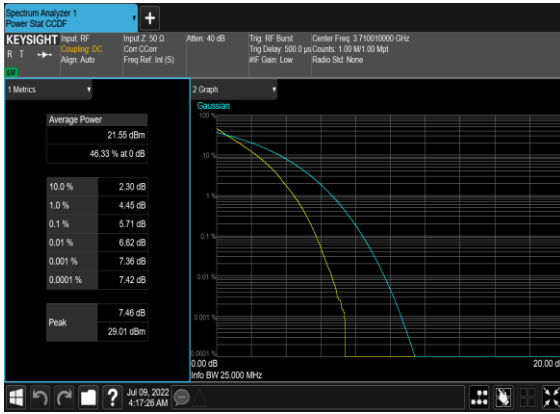 Spectrum Analyzer 1
Power Stat CCDF
KEYSIGHT
R T
Input: RF
Coupling: DC
Align: Auto
Input Z: 50 Ω
Corr CCorr
Freq Ref: Int (S)
Atten: 40 dB
Trig: RF Burst
Trig Delay: 500.0 µs
#IF Gain: Low
Center Freq: 3.710010000 GHz
Counts: 1.00 M/1.00 Mpt
Radio Std: None
1 Metrics
Average Power
21.55 dBm
46.33 % at 0 dB
10.0 % 2.30 dB
1.0 % 4.45 dB
0.1 % 5.71 dB
0.01 % 6.62 dB
0.001 % 7.36 dB
0.0001 % 7.42 dB
Peak
7.46 dB
29.01 dBm
2 Graph
Gaussian
100 %
10 %
1 %
0.1 %
0.01 %
0.001 %
0.0001 %
0.00 dB
20.00 d
Info BW 25.000 MHz
?
Jul 09, 2022
4:17:26 AM